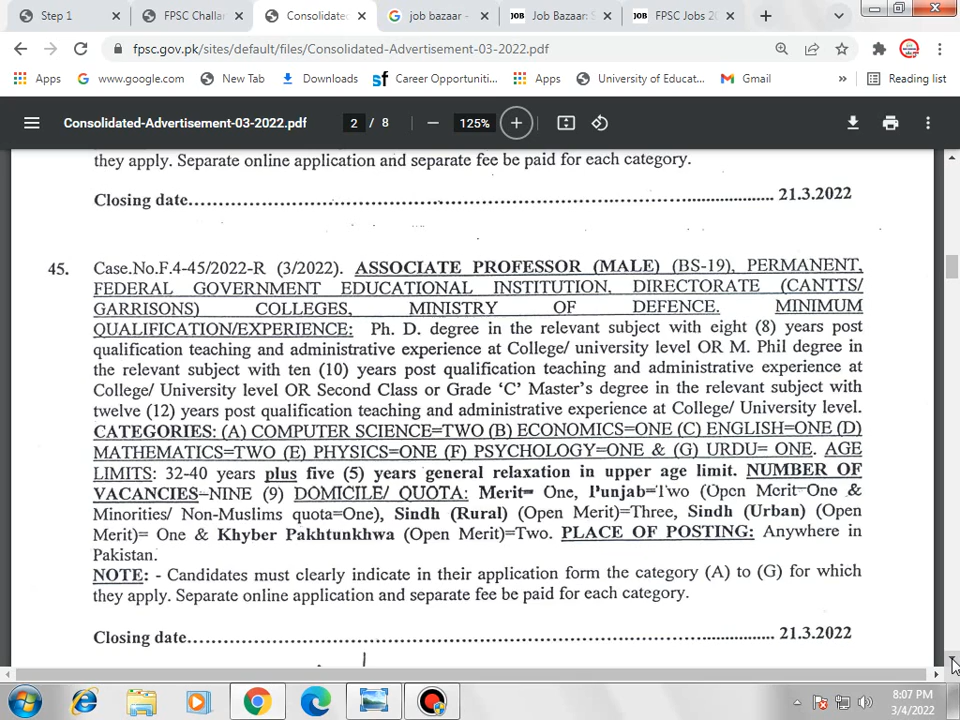 Step 1
FPSC Challa
Consolidated
job bazaar -
JOB
Job Bazaar: S
JOB
FPSC Jobs 20
fpsc.gov.pk/sites/default/files/Consolidated-Advertisement-03-2022.pdf
Apps
www.google.com
New Tab
Downloads
sf Career Opportuniti...
Apps
University of Educat...
Gmail
»
Reading list
Consolidated-Advertisement-03-2022.pdf
2 / 8
125%
they apply. Separate online application and separate fee be paid for each category.
Closing date................................................................................................ 21.3.2022
45. Case.No.F.4-45/2022-R (3/2022). ASSOCIATE PROFESSOR (MALE) (BS-19), PERMANENT,
FEDERAL GOVERNMENT EDUCATIONAL INSTITUTION, DIRECTORATE (CANTTS/
GARRISONS) COLLEGES, MINISTRY OF DEFENCE. MINIMUM
QUALIFICATION/EXPERIENCE: Ph. D. degree in the relevant subject with eight (8) years post
qualification teaching and administrative experience at College/ university level OR M. Phil degree in
the relevant subject with ten (10) years post qualification teaching and administrative experience at
College/ University level OR Second Class or Grade ‘C’ Master’s degree in the relevant subject with
twelve (12) years post qualification teaching and administrative experience at College/ University level.
CATEGORIES: (A) COMPUTER SCIENCE=TWO (B) ECONOMICS=ONE (C) ENGLISH=ONE (D)
MATHEMATICS=TWO (E) PHYSICS=ONE (F) PSYCHOLOGY=ONE & (G) URDU= ONE. AGE
LIMITS: 32-40 years plus five (5) years general relaxation in upper age limit. NUMBER OF
VACANCIES=NINE (9) DOMICILE/ QUOTA: Merit= One, Punjab=Two (Open Merit=One &
Minorities/ Non-Muslims quota=One), Sindh (Rural) (Open Merit)=Three, Sindh (Urban) (Open
Merit)= One & Khyber Pakhtunkhwa (Open Merit)=Two. PLACE OF POSTING: Anywhere in
Pakistan.
NOTE: - Candidates must clearly indicate in their application form the category (A) to (G) for which
they apply. Separate online application and separate fee be paid for each category.
Closing date................................................................................................ 21.3.2022
8:07 PM
3/4/2022